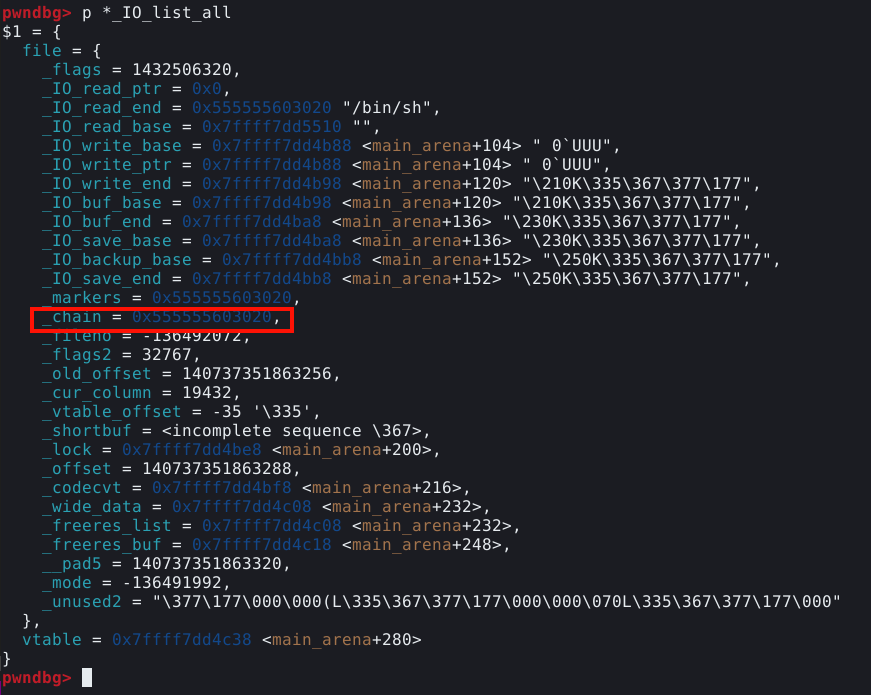 pwndbg> p *_IO_list_all
$1 = {
  file = {
    _flags = 1432506320,
    _IO_read_ptr = 0x0,
    _IO_read_end = 0x555555603020 "/bin/sh",
    _IO_read_base = 0x7ffff7dd5510 "",
    _IO_write_base = 0x7ffff7dd4b88 <main_arena+104> " 0`UUU",
    _IO_write_ptr = 0x7ffff7dd4b88 <main_arena+104> " 0`UUU",
    _IO_write_end = 0x7ffff7dd4b98 <main_arena+120> "\210K\335\367\377\177",
    _IO_buf_base = 0x7ffff7dd4b98 <main_arena+120> "\210K\335\367\377\177",
    _IO_buf_end = 0x7ffff7dd4ba8 <main_arena+136> "\230K\335\367\377\177",
    _IO_save_base = 0x7ffff7dd4ba8 <main_arena+136> "\230K\335\367\377\177",
    _IO_backup_base = 0x7ffff7dd4bb8 <main_arena+152> "\250K\335\367\377\177",
    _IO_save_end = 0x7ffff7dd4bb8 <main_arena+152> "\250K\335\367\377\177",
    _markers = 0x555555603020,
    _chain = 0x555555603020,
    _fileno = -136492072,
    _flags2 = 32767,
    _old_offset = 140737351863256,
    _cur_column = 19432,
    _vtable_offset = -35 '\335',
    _shortbuf = <incomplete sequence \367>,
    _lock = 0x7ffff7dd4be8 <main_arena+200>,
    _offset = 140737351863288,
    _codecvt = 0x7ffff7dd4bf8 <main_arena+216>,
    _wide_data = 0x7ffff7dd4c08 <main_arena+232>,
    _freeres_list = 0x7ffff7dd4c08 <main_arena+232>,
    _freeres_buf = 0x7ffff7dd4c18 <main_arena+248>,
    __pad5 = 140737351863320,
    _mode = -136491992,
    _unused2 = "\377\177\000\000(L\335\367\377\177\000\000\070L\335\367\377\177\000"
  },
  vtable = 0x7ffff7dd4c38 <main_arena+280>
}
pwndbg>